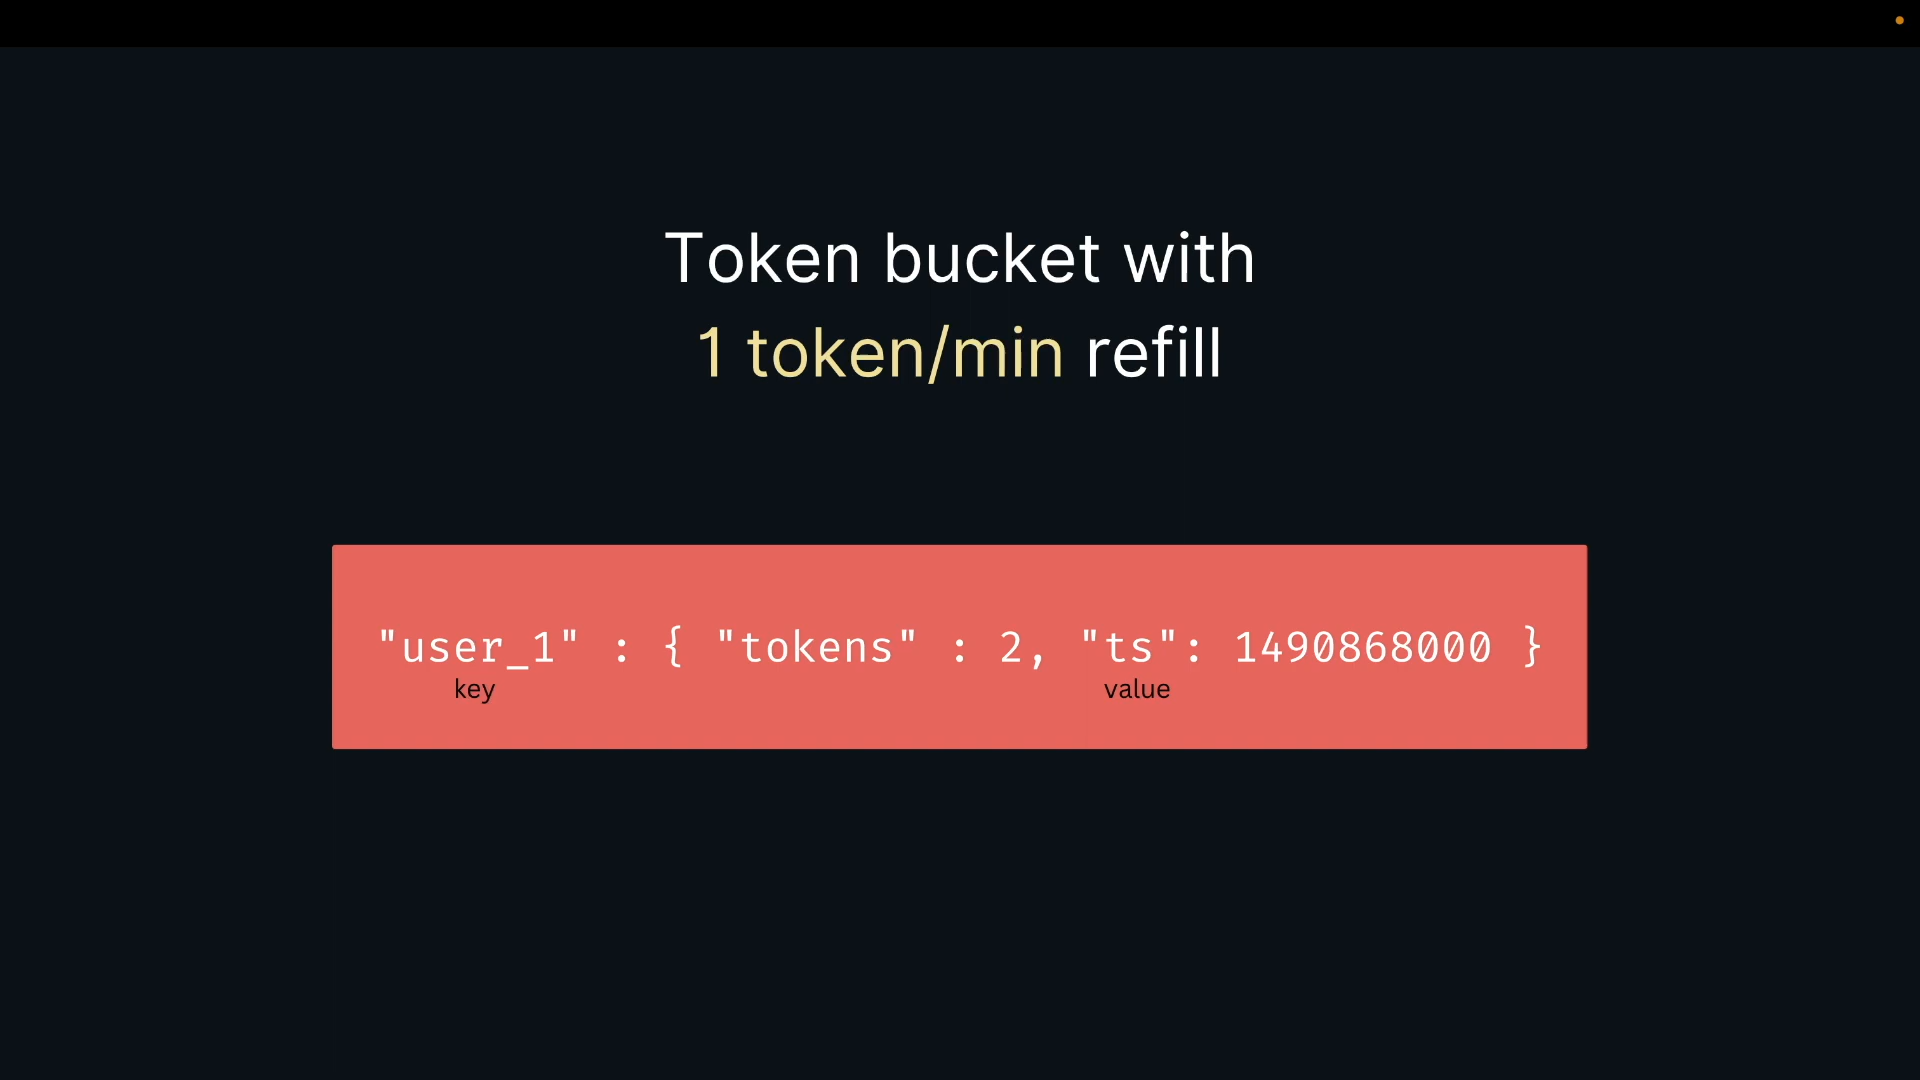 Token bucket with
1 token/min refill
"user_1" : { "tokens" : 2, "ts": 1490868000 }
key value